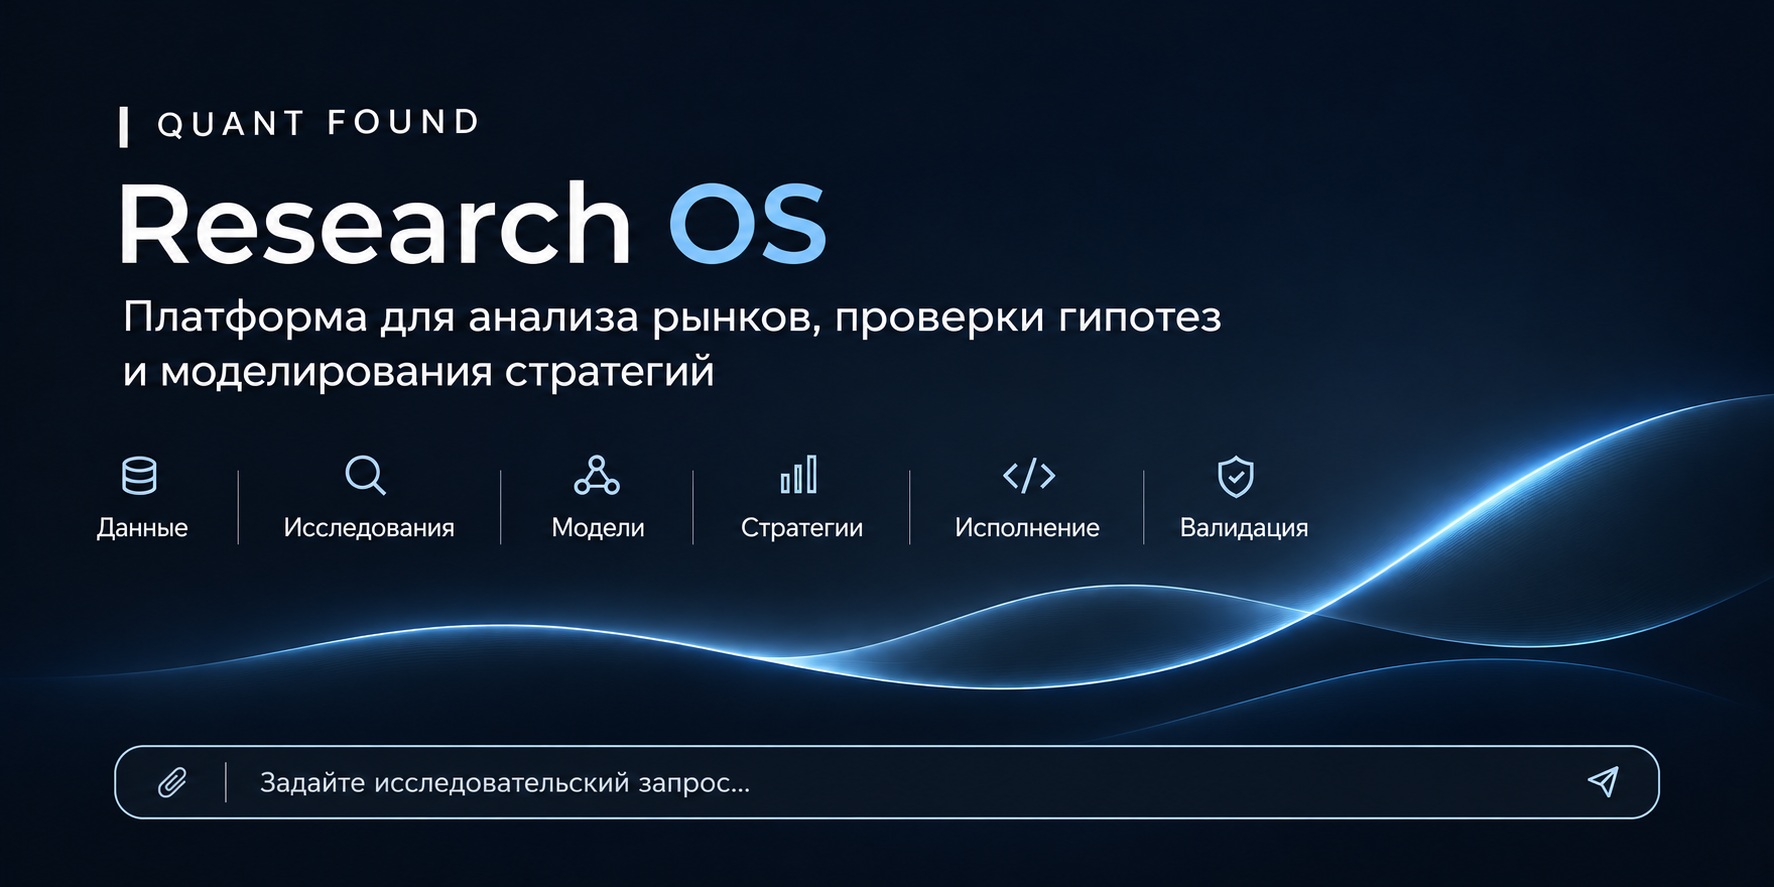 QUANT FOUND
Research OS
Платформа для анализа рынков, проверки гипотез
и моделирования стратегий
Данные
Исследования
Модели
Стратегии
Исполнение
Валидация
Задайте исследовательский запрос...